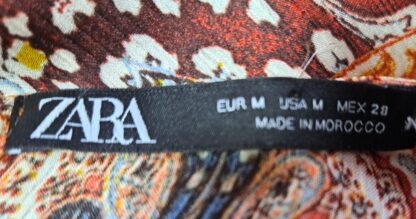 ZARA
EUR M USA M MEX 28
MADE IN MOROCCO